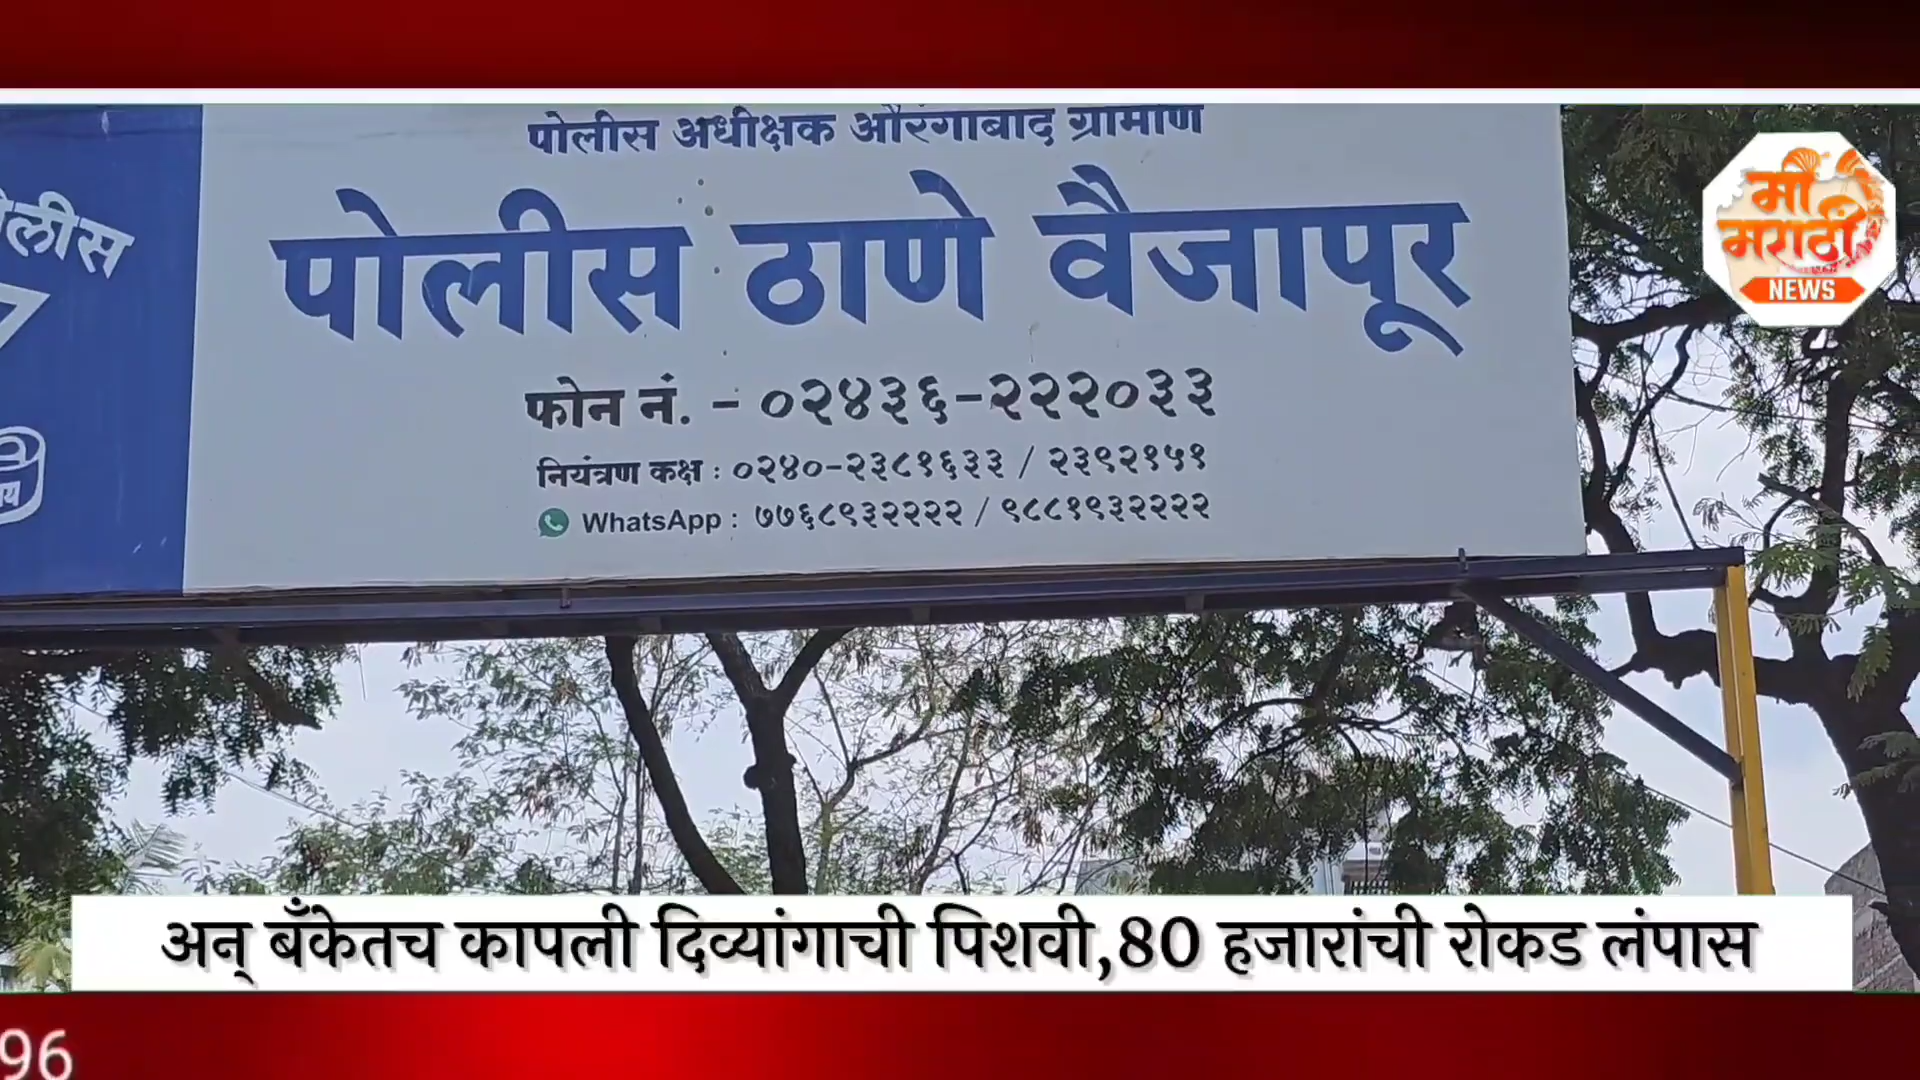 पोलीस अधीक्षक औरंगाबाद ग्रामीण
पोलीस ठाणे वैजापूर
फोन नं. - ०२४३६-२२२०३३
नियंत्रण कक्ष : ०२४०-२३८१६३३ / २३९२१५१
WhatsApp : ७७६८९३२२२२ / ९८८१९३२२२२
मी
मराठी
NEWS
अन् बँकेतच कापली दिव्यांगाची पिशवी,80 हजारांची रोकड लंपास
96